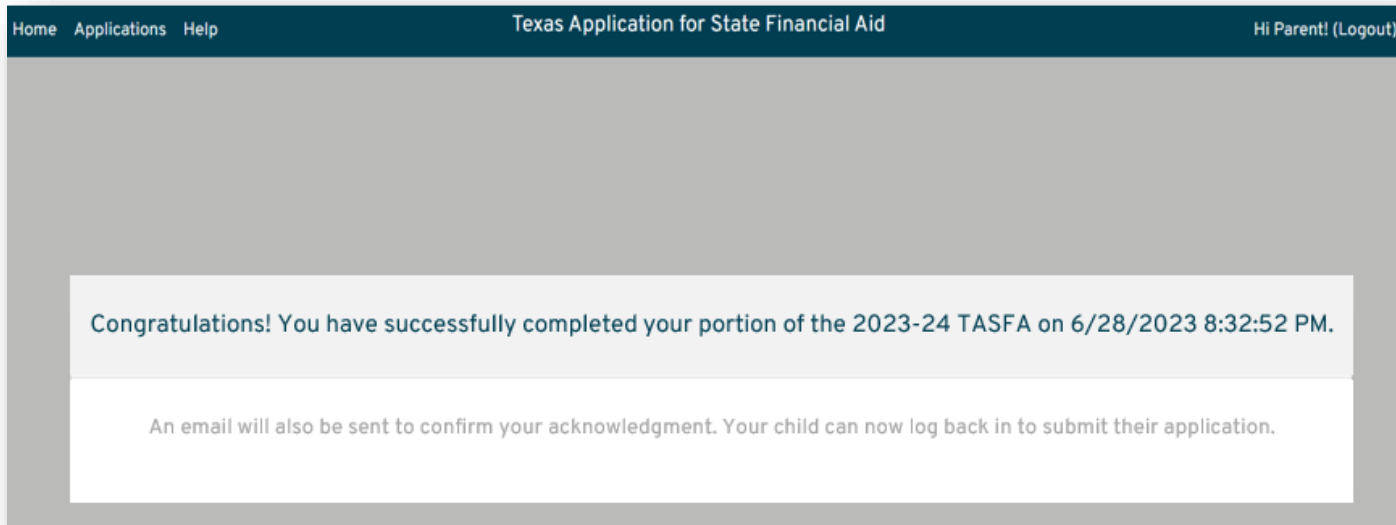 Home Applications Help Texas Application for State Financial Aid Hi Parent! (Logout)
Congratulations! You have successfully completed your portion of the 2023-24 TASFA on 6/28/2023 8:32:52 PM.
An email will also be sent to confirm your acknowledgment. Your child can now log back in to submit their application.